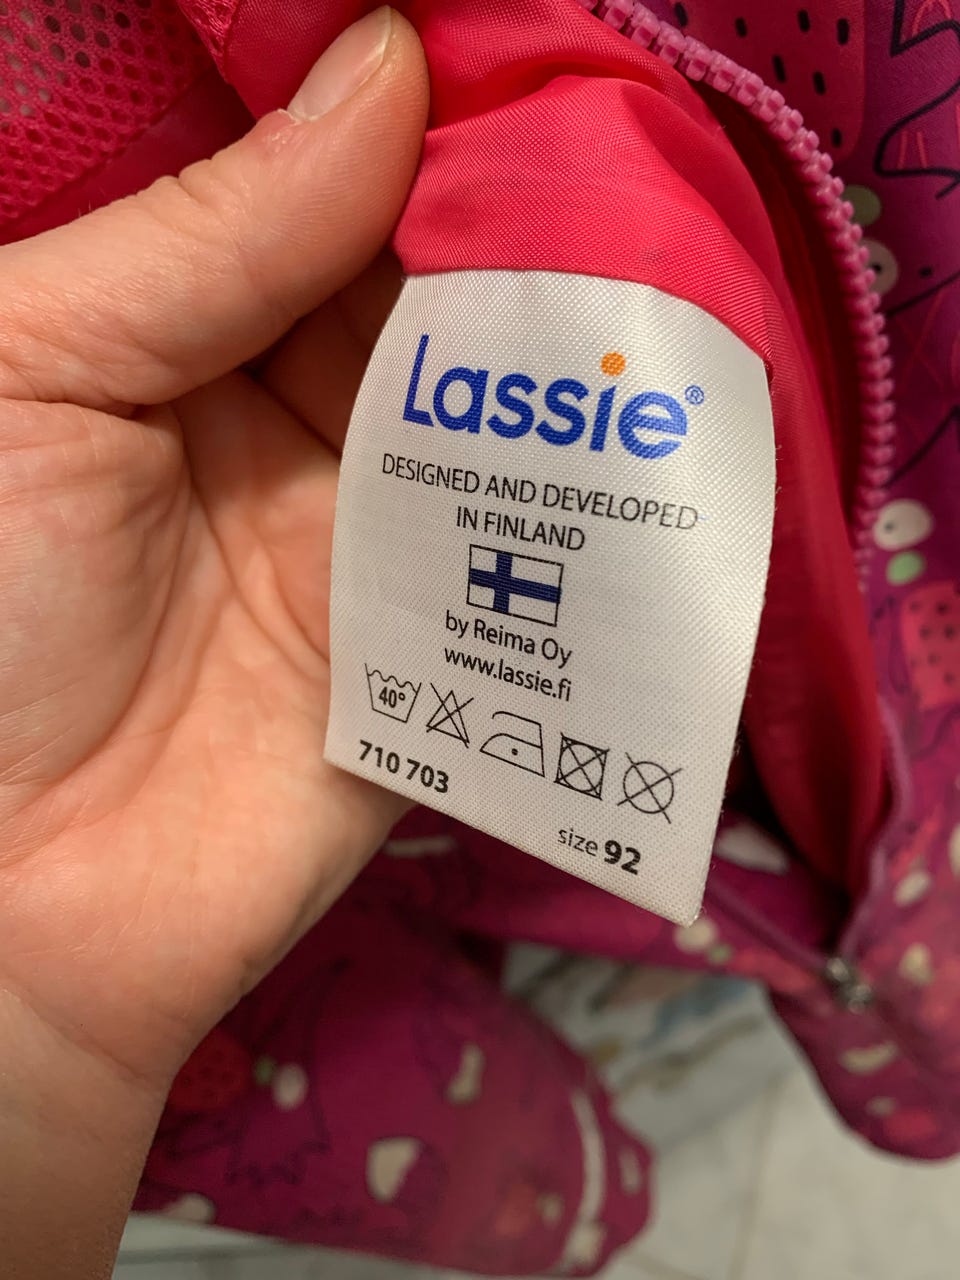 Lassie®
DESIGNED AND DEVELOPED
IN FINLAND
by Reima Oy
www.lassie.fi
40°
710 703
size 92